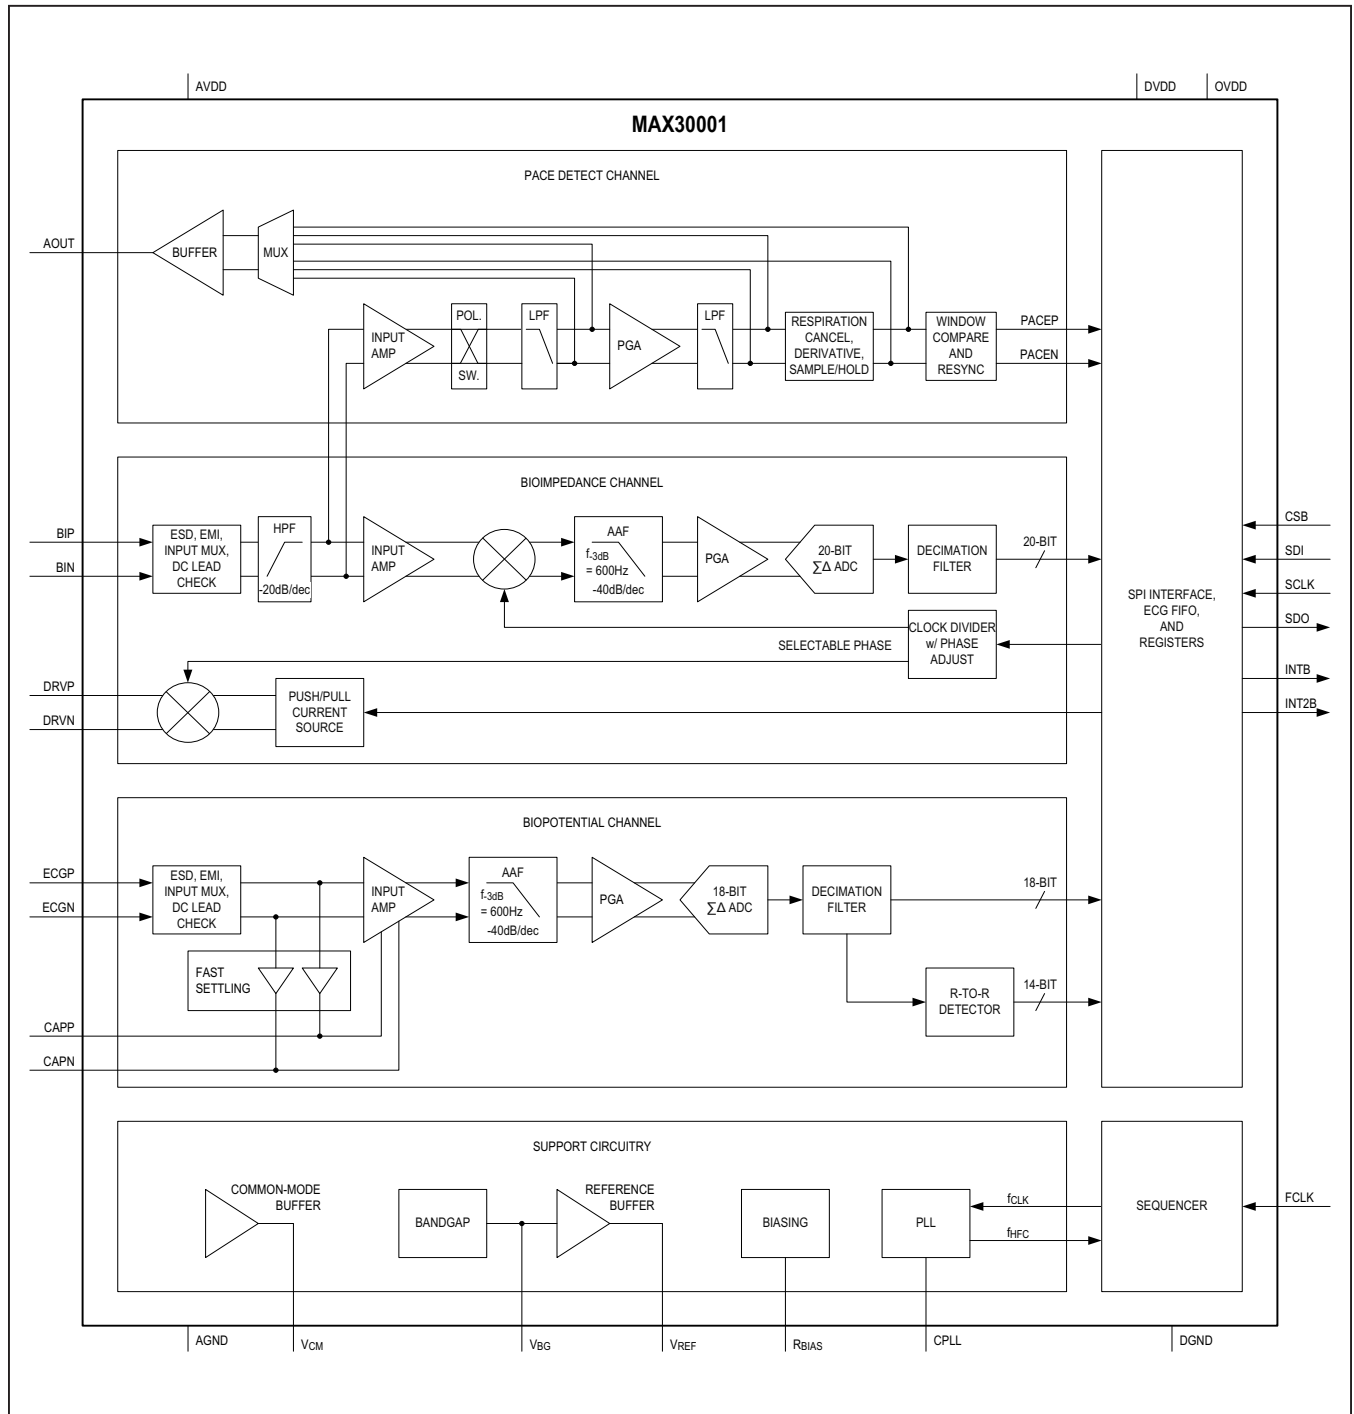 AVDD
DVDD
OVDD
MAX30001
PACE DETECT CHANNEL
AOUT
BUFFER
MUX
INPUT
AMP
POL.
SW.
LPF
PGA
LPF
RESPIRATION
CANCEL,
DERIVATIVE,
SAMPLE/HOLD
WINDOW
COMPARE
AND
RESYNC
PACEP
PACEN
BIOIMPEDANCE CHANNEL
BIP
BIN
ESD, EMI,
INPUT MUX,
DC LEAD
CHECK
HPF
-20dB/dec
INPUT
AMP
AAF
f-3dB
= 600Hz
-40dB/dec
PGA
20-BIT
∑Δ ADC
DECIMATION
FILTER
20-BIT
SELECTABLE PHASE
CLOCK DIVIDER
w/ PHASE
ADJUST
DRVP
DRVN
PUSH/PULL
CURRENT
SOURCE
SPI INTERFACE,
ECG FIFO,
AND
REGISTERS
CSB
SDI
SCLK
SDO
INTB
INT2B
BIOPOTENTIAL CHANNEL
ECGP
ECGN
ESD, EMI,
INPUT MUX,
DC LEAD
CHECK
INPUT
AMP
AAF
f-3dB
= 600Hz
-40dB/dec
PGA
18-BIT
∑Δ ADC
DECIMATION
FILTER
18-BIT
FAST
SETTLING
R-TO-R
DETECTOR
14-BIT
CAPP
CAPN
SUPPORT CIRCUITRY
COMMON-MODE
BUFFER
BANDGAP
REFERENCE
BUFFER
BIASING
PLL
fCLK
fHFC
SEQUENCER
FCLK
AGND
VCM
VBG
VREF
RBIAS
CPLL
DGND